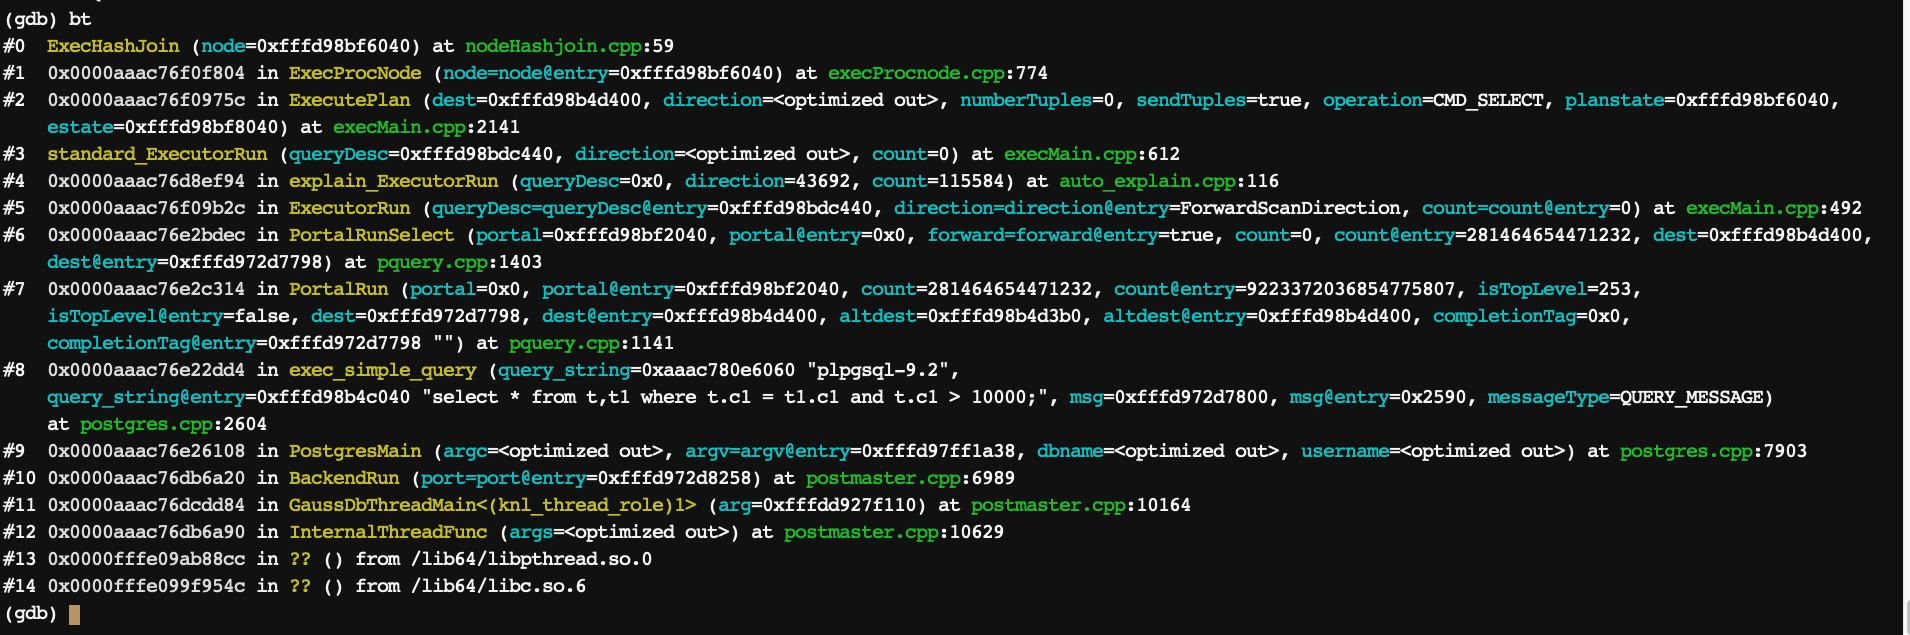 (gdb) bt
#0  ExecHashJoin (node=0xfffd98bf6040) at nodeHashjoin.cpp:59
#1  0x0000aaac76f0f804 in ExecProcNode (node=node@entry=0xfffd98bf6040) at execProcnode.cpp:774
#2  0x0000aaac76f0975c in ExecutePlan (dest=0xfffd98b4d400, direction=<optimized out>, numberTuples=0, sendTuples=true, operation=CMD_SELECT, planstate=0xfffd98bf6040,
    estate=0xfffd98bf8040) at execMain.cpp:2141
#3  standard_ExecutorRun (queryDesc=0xfffd98bdc440, direction=<optimized out>, count=0) at execMain.cpp:612
#4  0x0000aaac76d8ef94 in explain_ExecutorRun (queryDesc=0x0, direction=43692, count=115584) at auto_explain.cpp:116
#5  0x0000aaac76f09b2c in ExecutorRun (queryDesc=queryDesc@entry=0xfffd98bdc440, direction=direction@entry=ForwardScanDirection, count=count@entry=0) at execMain.cpp:492
#6  0x0000aaac76e2bdec in PortalRunSelect (portal=0xfffd98bf2040, portal@entry=0x0, forward=forward@entry=true, count=0, count@entry=281464654471232, dest=0xfffd98b4d400,
    dest@entry=0xfffd972d7798) at pquery.cpp:1403
#7  0x0000aaac76e2c314 in PortalRun (portal=0x0, portal@entry=0xfffd98bf2040, count=281464654471232, count@entry=9223372036854775807, isTopLevel=253,
    isTopLevel@entry=false, dest=0xfffd972d7798, dest@entry=0xfffd98b4d400, altdest=0xfffd98b4d3b0, altdest@entry=0xfffd98b4d400, completionTag=0x0,
    completionTag@entry=0xfffd972d7798 "") at pquery.cpp:1141
#8  0x0000aaac76e22dd4 in exec_simple_query (query_string=0xaaac780e6060 "plpgsql-9.2",
    query_string@entry=0xfffd98b4c040 "select * from t,t1 where t.c1 = t1.c1 and t.c1 > 10000;", msg=0xfffd972d7800, msg@entry=0x2590, messageType=QUERY_MESSAGE)
    at postgres.cpp:2604
#9  0x0000aaac76e26108 in PostgresMain (argc=<optimized out>, argv=argv@entry=0xfffd97ff1a38, dbname=<optimized out>, username=<optimized out>) at postgres.cpp:7903
#10 0x0000aaac76db6a20 in BackendRun (port=port@entry=0xfffd972d8258) at postmaster.cpp:6989
#11 0x0000aaac76dcdd84 in GaussDbThreadMain<(knl_thread_role)1> (arg=0xfffdd927f110) at postmaster.cpp:10164
#12 0x0000aaac76db6a90 in InternalThreadFunc (args=<optimized out>) at postmaster.cpp:10629
#13 0x0000fffe09ab88cc in ?? () from /lib64/libpthread.so.0
#14 0x0000fffe099f954c in ?? () from /lib64/libc.so.6
(gdb)